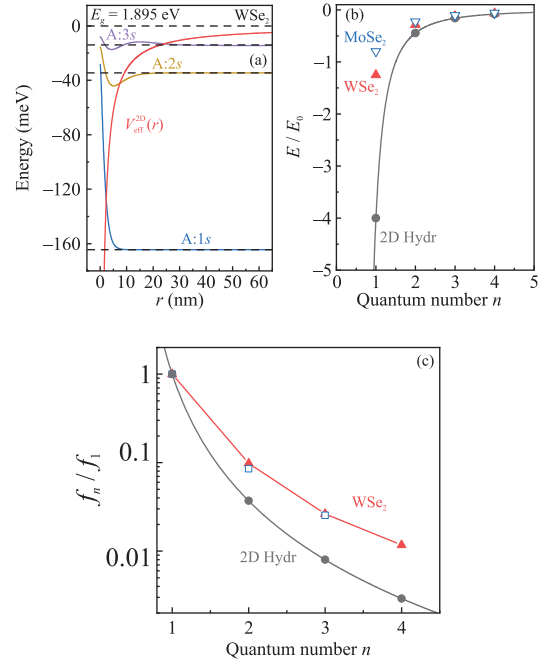 E_g = 1.895 eV WSe₂
A:3s
(a)
A:2s
V_eff^2D(r)
A:1s
0
−40
−80
−120
−160
Energy (meV)
0 10 20 30 40 50 60
r (nm)
(b)
MoSe₂
WSe₂
2D Hydr
0
−1
−2
−3
−4
−5
E / E₀
0 1 2 3 4 5
Quantum number n
(c)
WSe₂
2D Hydr
1
0.1
0.01
fₙ / f₁
1 2 3 4
Quantum number n